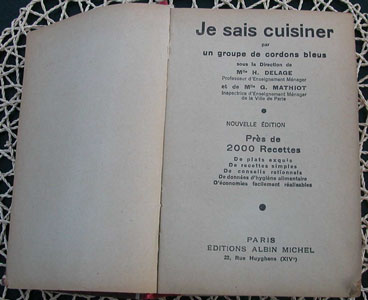 Je sais cuisiner
par
un groupe de cordons bleus
sous la Direction de
Mlle H. DELAGE
Professeur d'Enseignement Ménager
et de Mlle G. MATHIOT
Inspectrice d'Enseignement Ménager
de la Ville de Paris
NOUVELLE ÉDITION
Près de
2000 Recettes
De plats exquis
De recettes simples
De conseils rationnels
De données d'hygiène alimentaire
D'économies facilement réalisables
PARIS
EDITIONS ALBIN MICHEL
22, Rue Huyghens (XIVe)